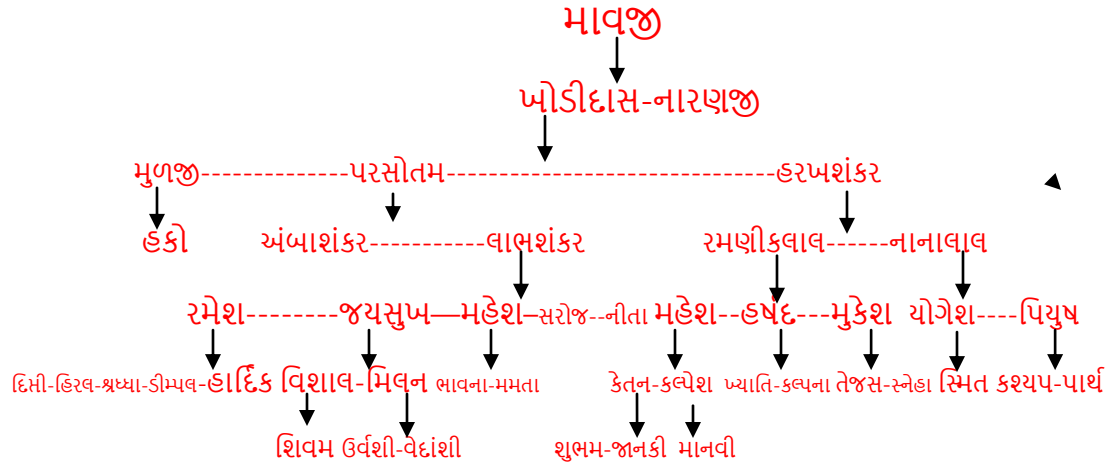 માવજી
ખોડીદાસ-નારણજી
મુળજી--------------પરસોતમ------------------------------હરખશંકર
હકો અંબાશંકર-----------લાભશંકર રમણીકલાલ------નાનાલાલ
રમેશ---------જયસુખ—મહેશ–સરોજ--નીતા મહેશ--હર્ષદ---મુકેશ યોગેશ----પિયુષ
દિપ્તી-હિરલ-શ્રધ્ધા-ડીમ્પલ-હાર્દિક વિશાલ-મિલન ભાવના-મમતા કેતન-કલ્પેશ ખ્યાતિ-કલ્પના તેજસ-સ્નેહા સ્મિત કશ્યપ-પાર્થ
શિવમ ઉર્વશી-વેદાંશી શુભમ-જાનકી માનવી